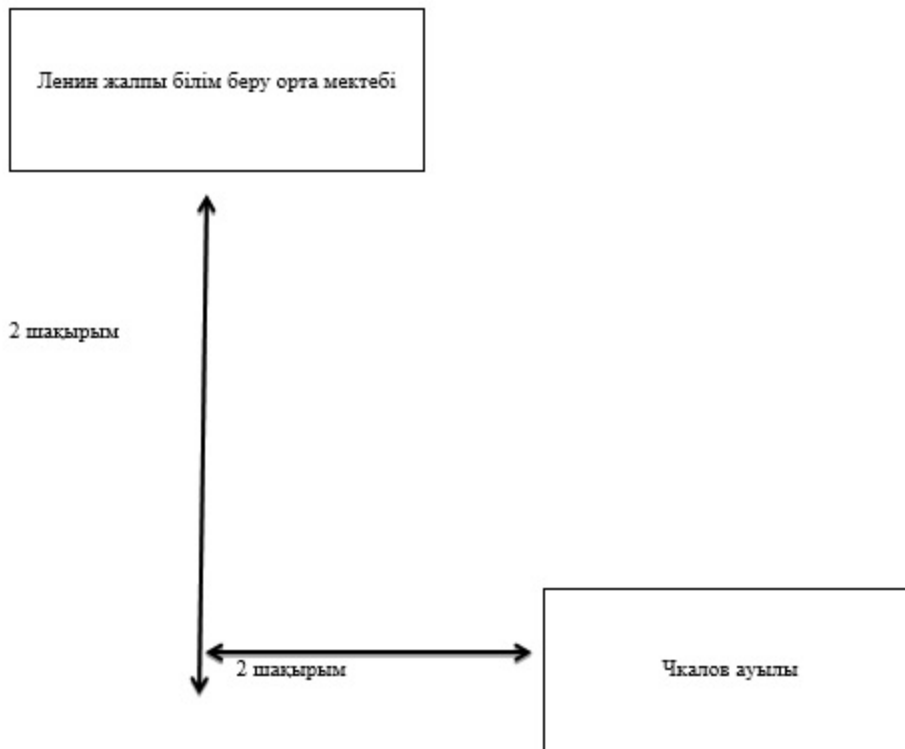 Ленин жалпы білім беру орта мектебі
2 шақырым
2 шақырым
Чкалов ауылы